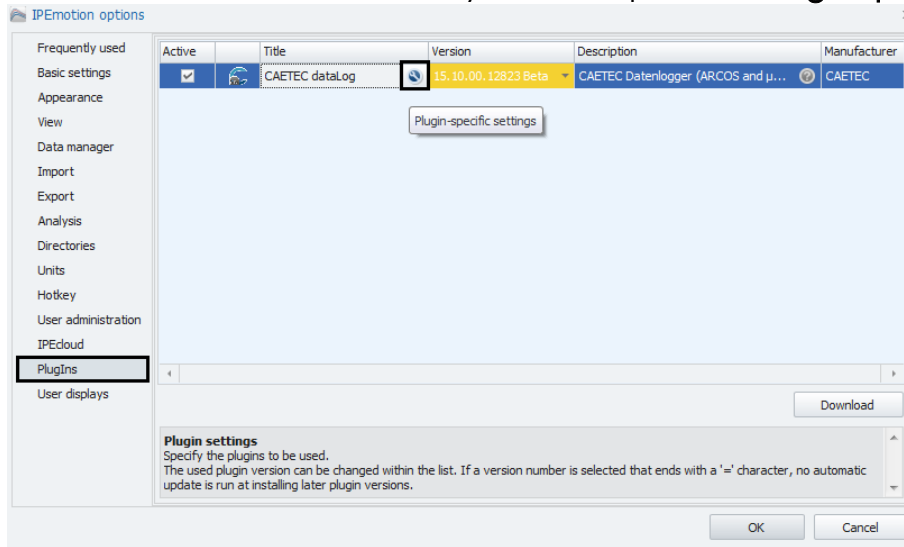 IPEmotion options
Frequently used
Basic settings
Appearance
View
Data manager
Import
Export
Analysis
Directories
Units
Hotkey
User administration
IPEcloud
PlugIns
User displays
Active Title Version Description Manufacturer
CAETEC dataLog 15.10.00.12823 Beta CAETEC Datenlogger (ARCOS and µ... CAETEC
Plugin-specific settings
Download
Plugin settings
Specify the plugins to be used.
The used plugin version can be changed within the list. If a version number is selected that ends with a '=' character, no automatic
update is run at installing later plugin versions.
OK Cancel